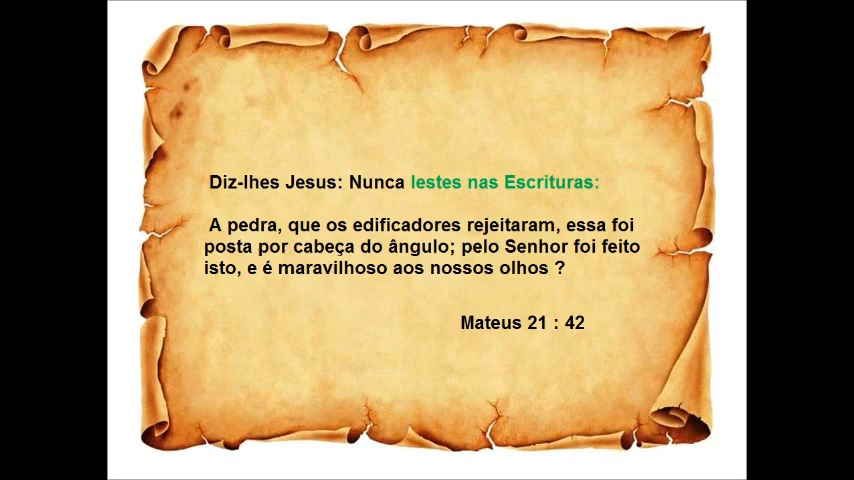 Diz-lhes Jesus: Nunca lestes nas Escrituras:
A pedra, que os edificadores rejeitaram, essa foi
posta por cabeça do ângulo; pelo Senhor foi feito
isto, e é maravilhoso aos nossos olhos ?
Mateus 21 : 42